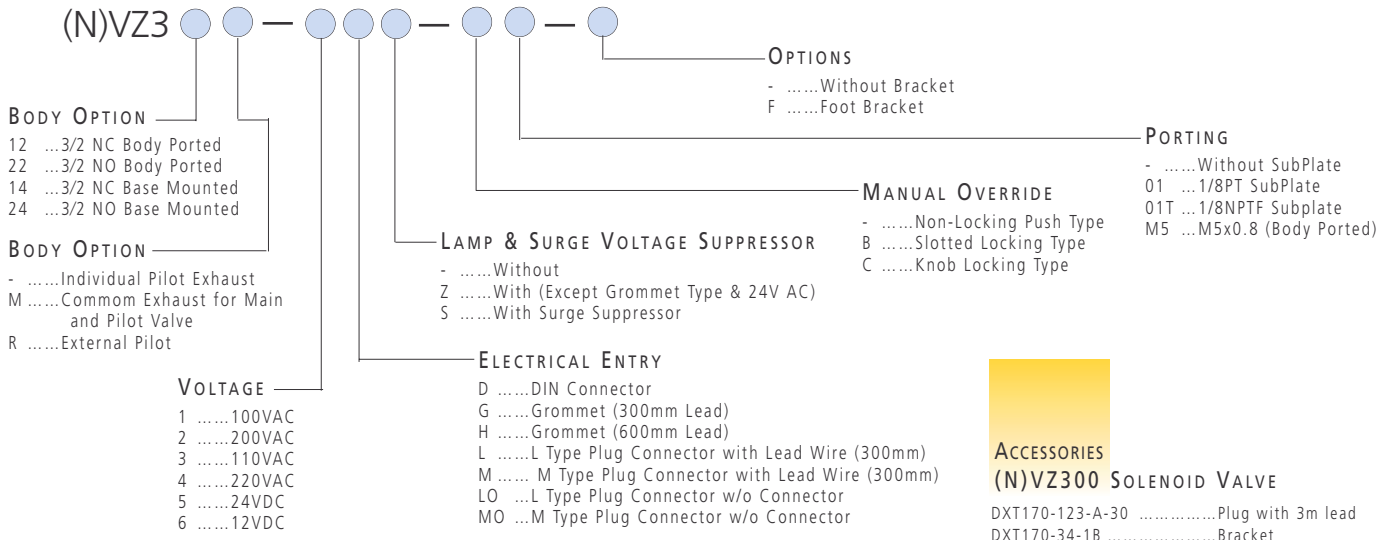 (N)VZ3 — — —
OPTIONS
- ......Without Bracket
F ......Foot Bracket
BODY OPTION
12 ...3/2 NC Body Ported
22 ...3/2 NO Body Ported
14 ...3/2 NC Base Mounted
24 ...3/2 NO Base Mounted
PORTING
- ......Without SubPlate
01 ...1/8PT SubPlate
01T ...1/8NPTF Subplate
M5 ...M5x0.8 (Body Ported)
MANUAL OVERRIDE
- ......Non-Locking Push Type
B ......Slotted Locking Type
C ......Knob Locking Type
BODY OPTION
- ......Individual Pilot Exhaust
M ......Commom Exhaust for Main
and Pilot Valve
R ......External Pilot
LAMP & SURGE VOLTAGE SUPPRESSOR
- ......Without
Z ......With (Except Grommet Type & 24V AC)
S ......With Surge Suppressor
VOLTAGE
1 ......100VAC
2 ......200VAC
3 ......110VAC
4 ......220VAC
5 ......24VDC
6 ......12VDC
ELECTRICAL ENTRY
D ......DIN Connector
G ......Grommet (300mm Lead)
H ......Grommet (600mm Lead)
L ......L Type Plug Connector with Lead Wire (300mm)
M ...... M Type Plug Connector with Lead Wire (300mm)
LO ...L Type Plug Connector w/o Connector
MO ...M Type Plug Connector w/o Connector
ACCESSORIES
(N)VZ300 SOLENOID VALVE
DXT170-123-A-30 ...............Plug with 3m lead
DXT170-34-1B .....................Bracket